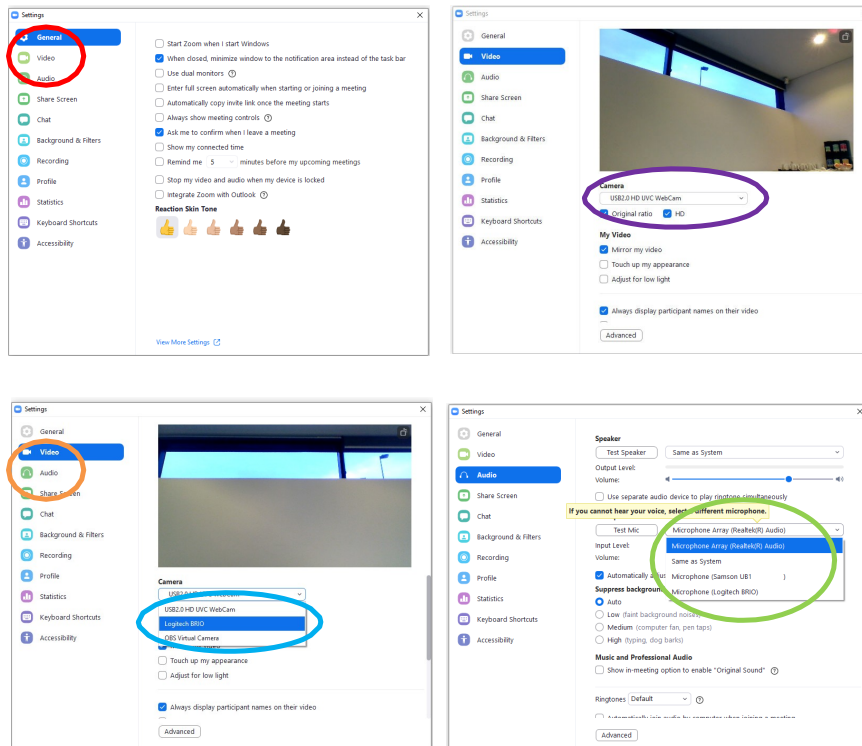 Settings
General
Video
Audio
Share Screen
Chat
Background & Filters
Recording
Profile
Statistics
Keyboard Shortcuts
Accessibility
Start Zoom when I start Windows
When closed, minimize window to the notification area instead of the task bar
Use dual monitors
Enter full screen automatically when starting or joining a meeting
Automatically copy invite link once the meeting starts
Always show meeting controls
Ask me to confirm when I leave a meeting
Show my connected time
Remind me 5 minutes before my upcoming meetings
Stop my video and audio when my device is locked
Integrate Zoom with Outlook
Reaction Skin Tone
View More Settings
Settings
General
Video
Audio
Share Screen
Chat
Background & Filters
Recording
Profile
Statistics
Keyboard Shortcuts
Accessibility
Camera
USB2.0 HD UVC WebCam
Original ratio HD
My Video
Mirror my video
Touch up my appearance
Adjust for low light
Always display participant names on their video
Advanced
Settings
General
Video
Audio
Share Screen
Chat
Background & Filters
Recording
Profile
Statistics
Keyboard Shortcuts
Accessibility
Camera
USB2.0 HD UVC WebCam
USB2.0 HD UVC WebCam
Logitech BRIO
OBS Virtual Camera
Touch up my appearance
Adjust for low light
Always display participant names on their video
Advanced
Settings
General
Video
Audio
Share Screen
Chat
Background & Filters
Recording
Profile
Statistics
Keyboard Shortcuts
Accessibility
Speaker
Test Speaker Same as System
Output Level:
Volume:
Use separate audio device to play ringtone simultaneously
If you cannot hear your voice, select different microphone.
Test Mic Microphone Array (Realtek(R) Audio)
Input Level: Microphone Array (Realtek(R) Audio)
Same as System
Volume:
Automatically Microphone (Samson UB1 )
Suppress Microphone (Logitech BRIO)
Auto
Low (faint background noises)
Medium (computer fan, pen taps)
High (typing, dog barks)
Music and Professional Audio
Show in-meeting option to enable "Original Sound"
Ringtones Default
Automatically join audio by computer when joining a meeting
Advanced